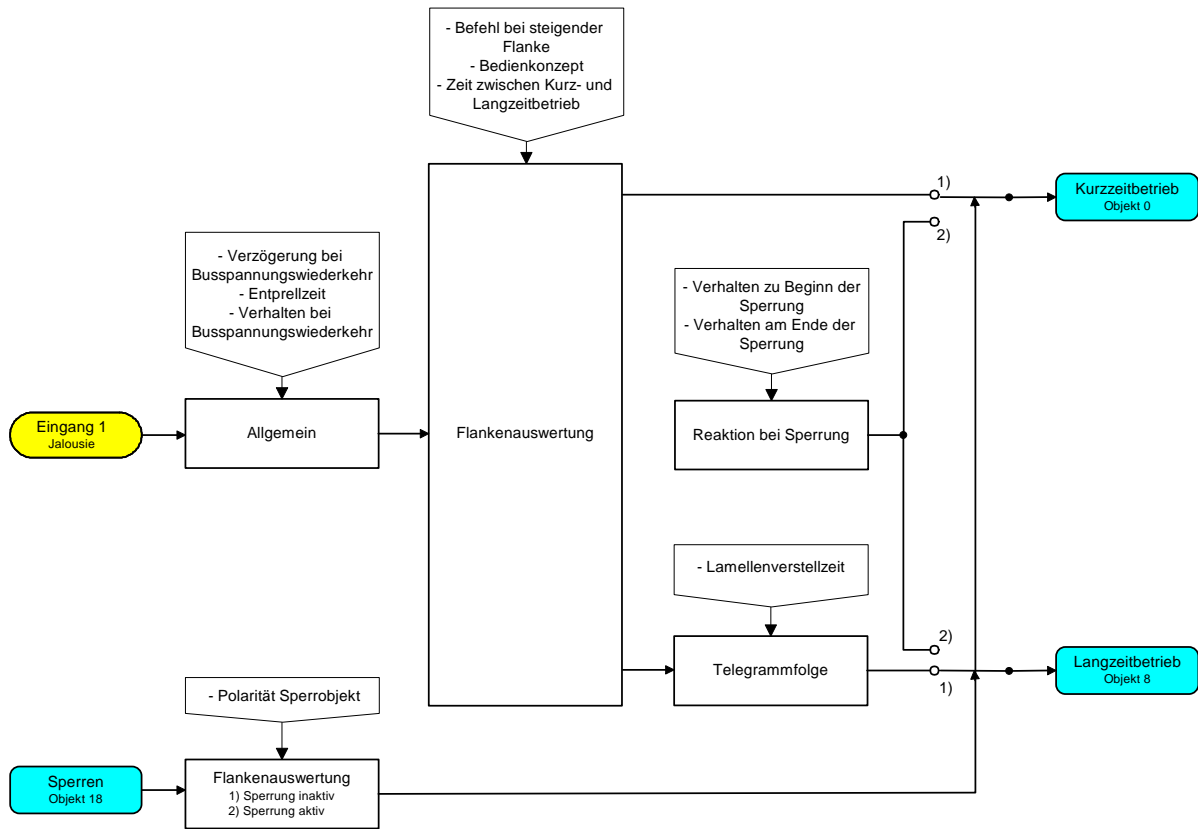 - Befehl bei steigender
Flanke
- Bedienkonzept
- Zeit zwischen Kurz- und
Langzeitbetrieb
1)
Kurzzeitbetrieb
Objekt 0
2)
- Verzögerung bei
Busspannungswiederkehr
- Entprellzeit
- Verhalten bei
Busspannungswiederkehr
- Verhalten zu Beginn der
Sperrung
- Verhalten am Ende der
Sperrung
Eingang 1
Jalousie
Allgemein
Flankenauswertung
Reaktion bei Sperrung
- Lamellenverstellzeit
2)
Telegrammfolge
1)
Langzeitbetrieb
Objekt 8
- Polarität Sperrobjekt
Sperren
Objekt 18
Flankenauswertung
1) Sperrung inaktiv
2) Sperrung aktiv